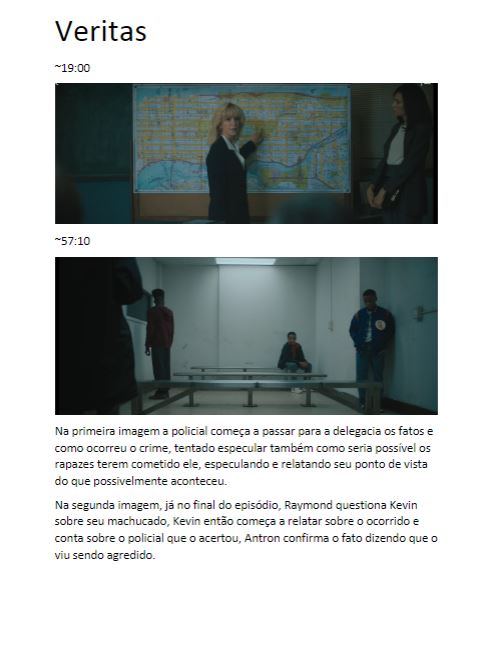 Veritas
~19:00
~57:10
Na primeira imagem a policial começa a passar para a delegacia os fatos e
como ocorreu o crime, tentado especular também como seria possível os
rapazes terem cometido ele, especulando e relatando seu ponto de vista
do que possivelmente aconteceu.
Na segunda imagem, já no final do episódio, Raymond questiona Kevin
sobre seu machucado, Kevin então começa a relatar sobre o ocorrido e
conta sobre o policial que o acertou, Antron confirma o fato dizendo que o
viu sendo agredido.